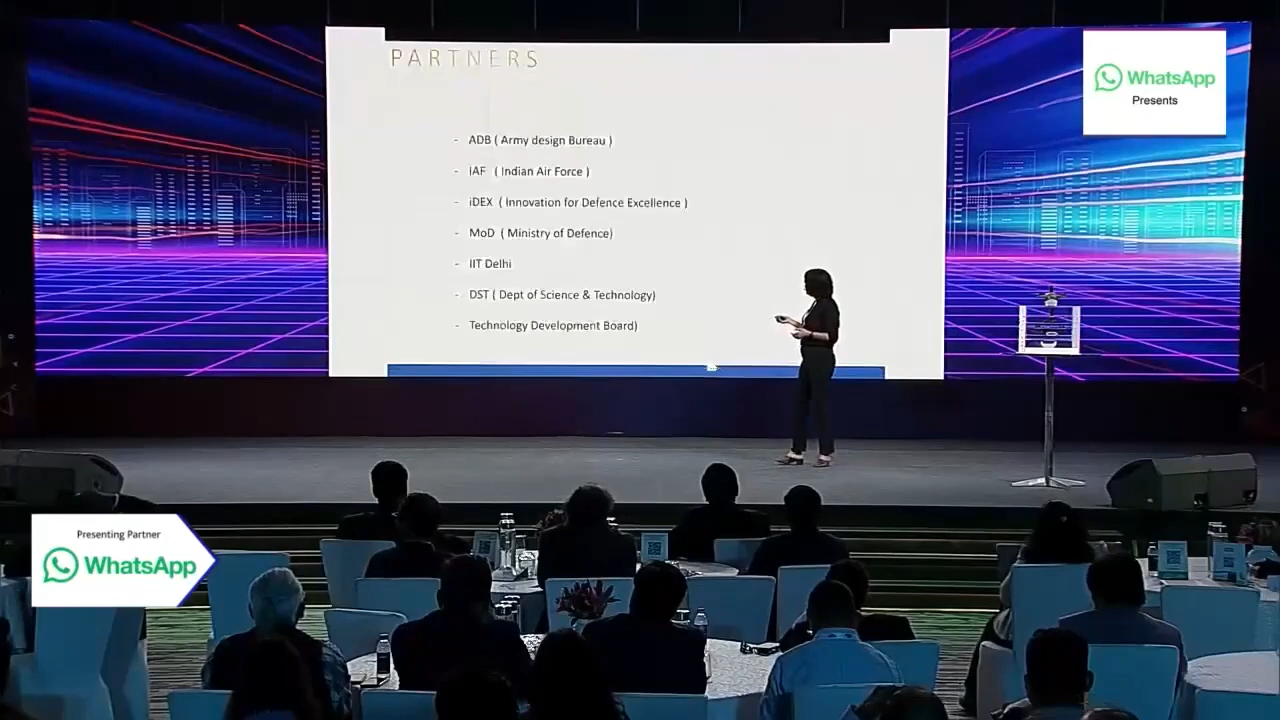 PARTNERS
WhatsApp
Presents
- ADB ( Army design Bureau )
- IAF ( Indian Air Force )
- iDEX ( Innovation for Defence Excellence )
- MoD ( Ministry of Defence)
- IIT Delhi
- DST ( Dept of Science & Technology)
- Technology Development Board)
Presenting Partner
WhatsApp